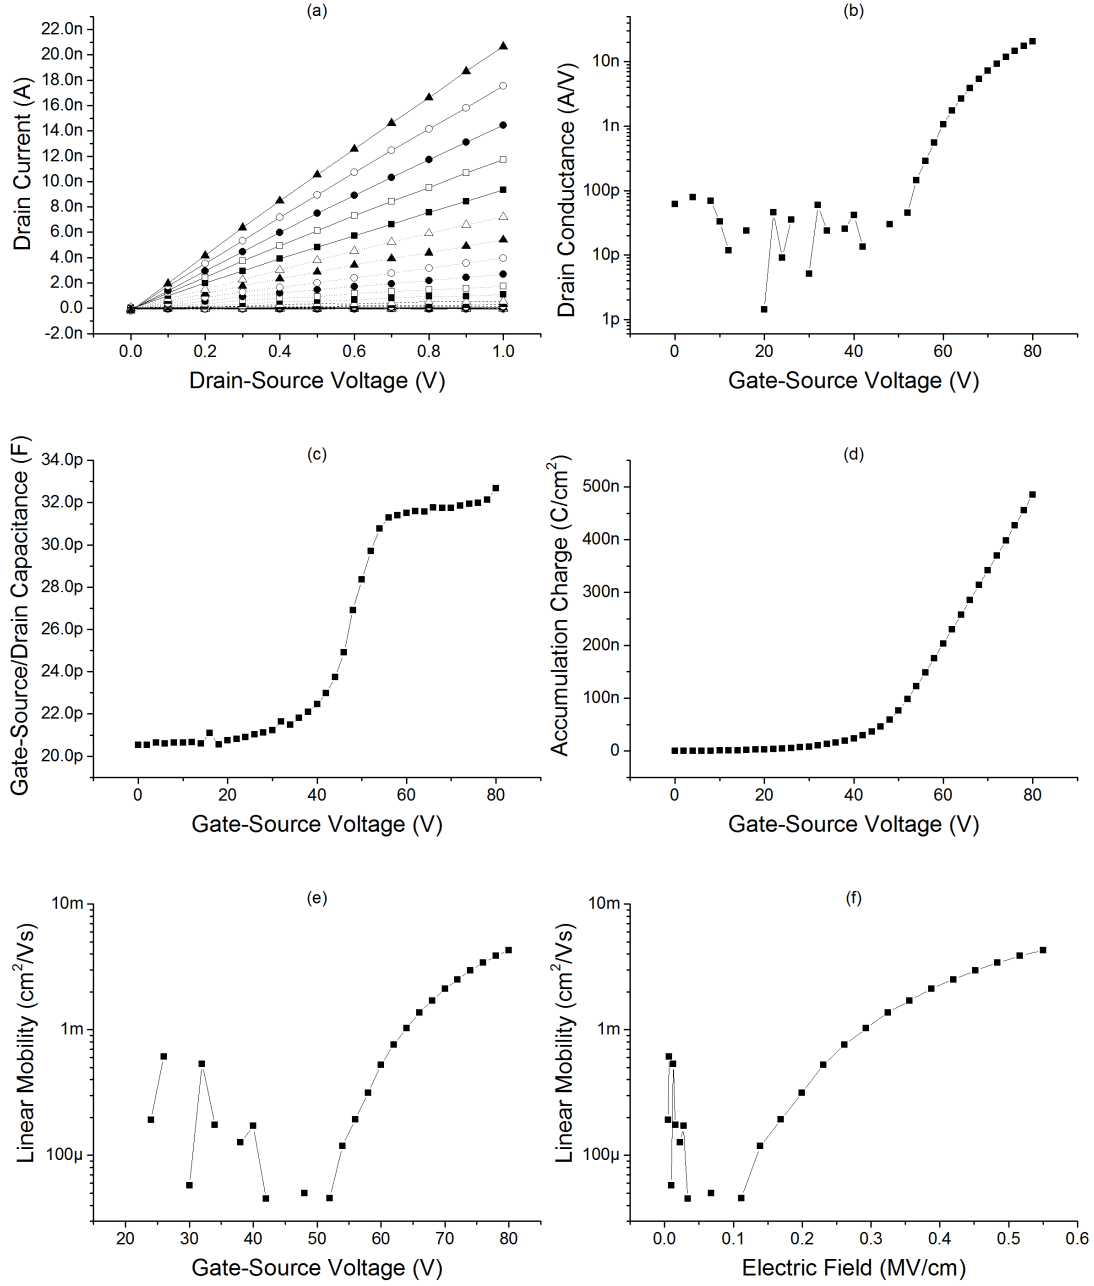 (a)
22.0n
20.0n
18.0n
16.0n
14.0n
12.0n
10.0n
8.0n
6.0n
4.0n
2.0n
0.0
-2.0n
0.0 0.2 0.4 0.6 0.8 1.0
Drain Current (A)
Drain-Source Voltage (V)
(b)
10n
1n
100p
10p
1p
0 20 40 60 80
Drain Conductance (A/V)
Gate-Source Voltage (V)
(c)
34.0p
32.0p
30.0p
28.0p
26.0p
24.0p
22.0p
20.0p
0 20 40 60 80
Gate-Source/Drain Capacitance (F)
Gate-Source Voltage (V)
(d)
500n
400n
300n
200n
100n
0
0 20 40 60 80
Accumulation Charge (C/cm²)
Gate-Source Voltage (V)
(e)
10m
1m
100µ
20 30 40 50 60 70 80
Linear Mobility (cm²/Vs)
Gate-Source Voltage (V)
(f)
10m
1m
100µ
0.0 0.1 0.2 0.3 0.4 0.5 0.6
Linear Mobility (cm²/Vs)
Electric Field (MV/cm)